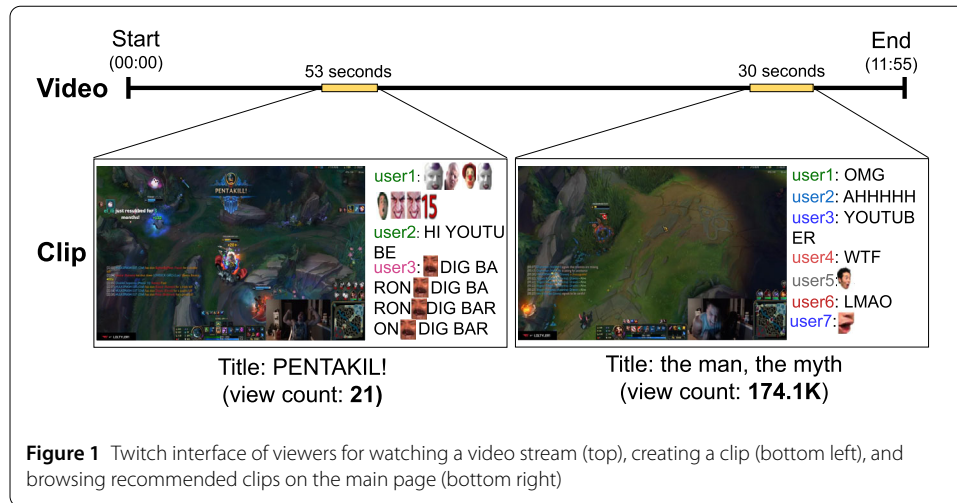 Start
(00:00)
End
(11:55)
53 seconds
30 seconds
Video
Clip
PENTAKILL!
just resubbed for
user1:
15
user2: HI YOUTU
BE
user3: DIG BA
RON DIG BA
RON DIG BAR
ON DIG BAR
user1: OMG
user2: AHHHHH
user3: YOUTUB
ER
user4: WTF
user5:
user6: LMAO
user7:
Title: PENTAKIL!
(view count: 21)
Title: the man, the myth
(view count: 174.1K)
Figure 1 Twitch interface of viewers for watching a video stream (top), creating a clip (bottom left), and
browsing recommended clips on the main page (bottom right)